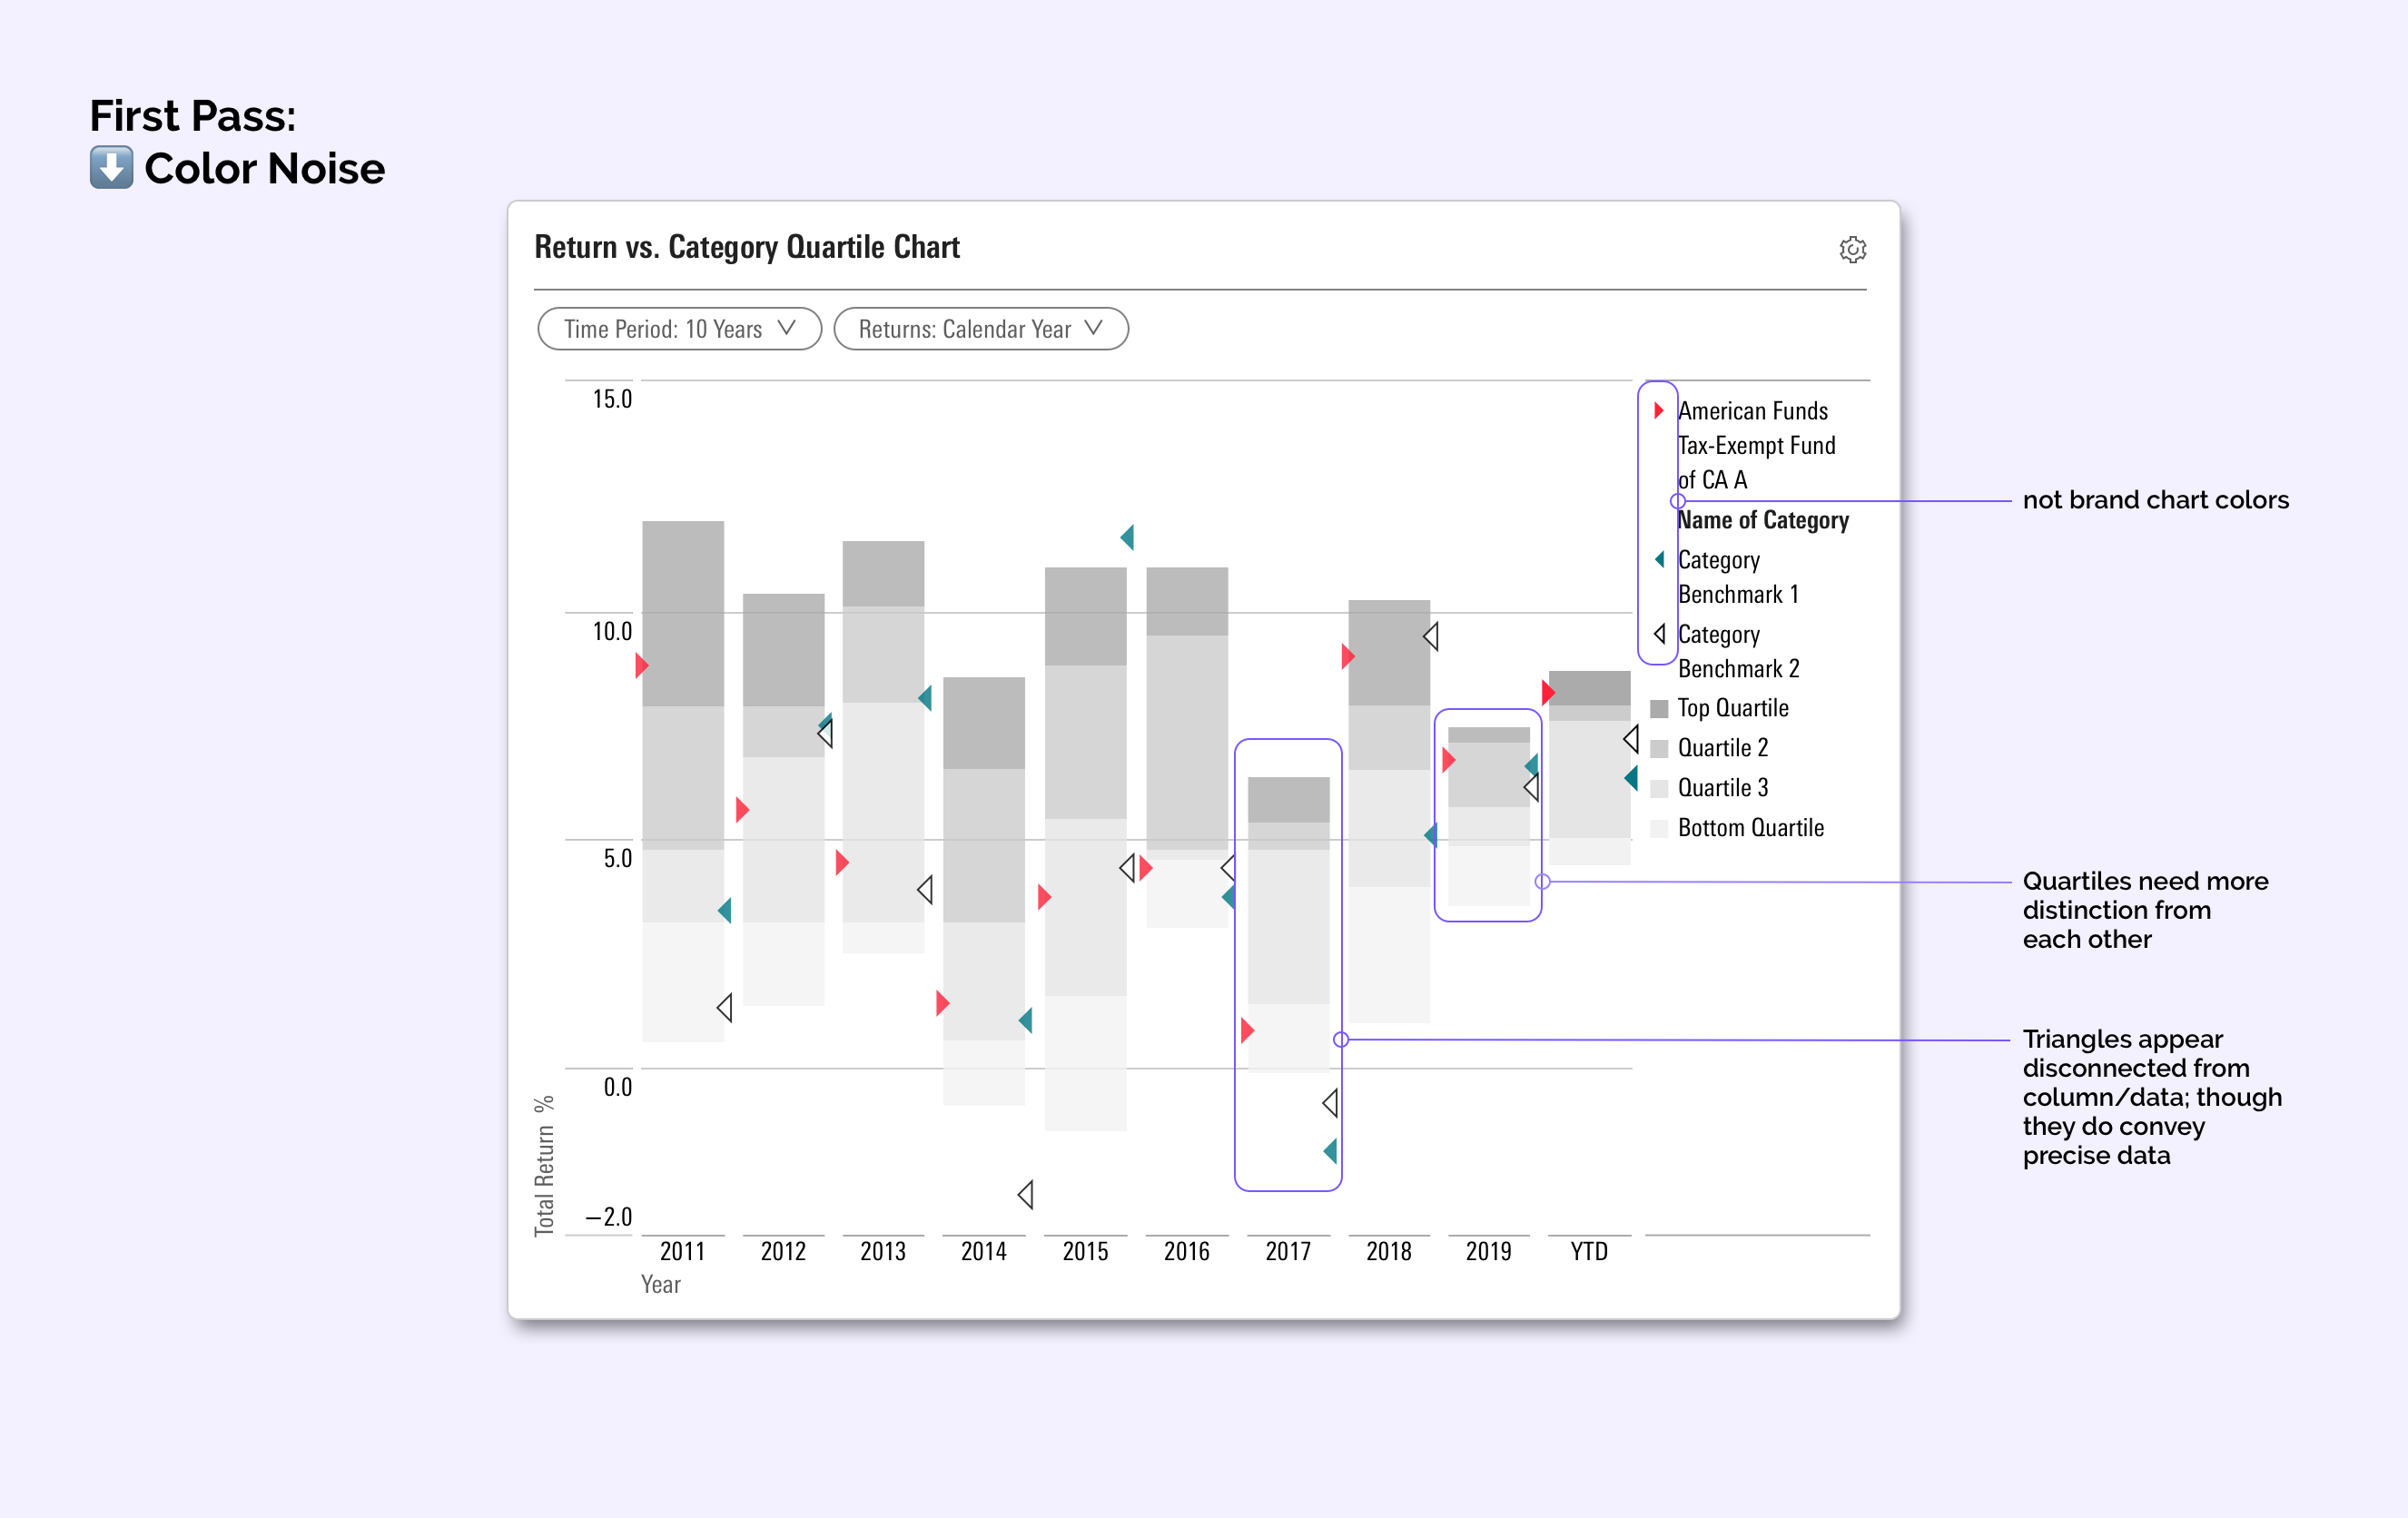 First Pass:
⬇️ Color Noise
Return vs. Category Quartile Chart
Time Period: 10 Years
Returns: Calendar Year
15.0
10.0
5.0
0.0
−2.0
Total Return %
2011
2012
2013
2014
2015
2016
2017
2018
2019
YTD
Year
American Funds
Tax-Exempt Fund
of CA A
Name of Category
Category
Benchmark 1
Category
Benchmark 2
Top Quartile
Quartile 2
Quartile 3
Bottom Quartile
not brand chart colors
Quartiles need more
distinction from
each other
Triangles appear
disconnected from
column/data; though
they do convey
precise data